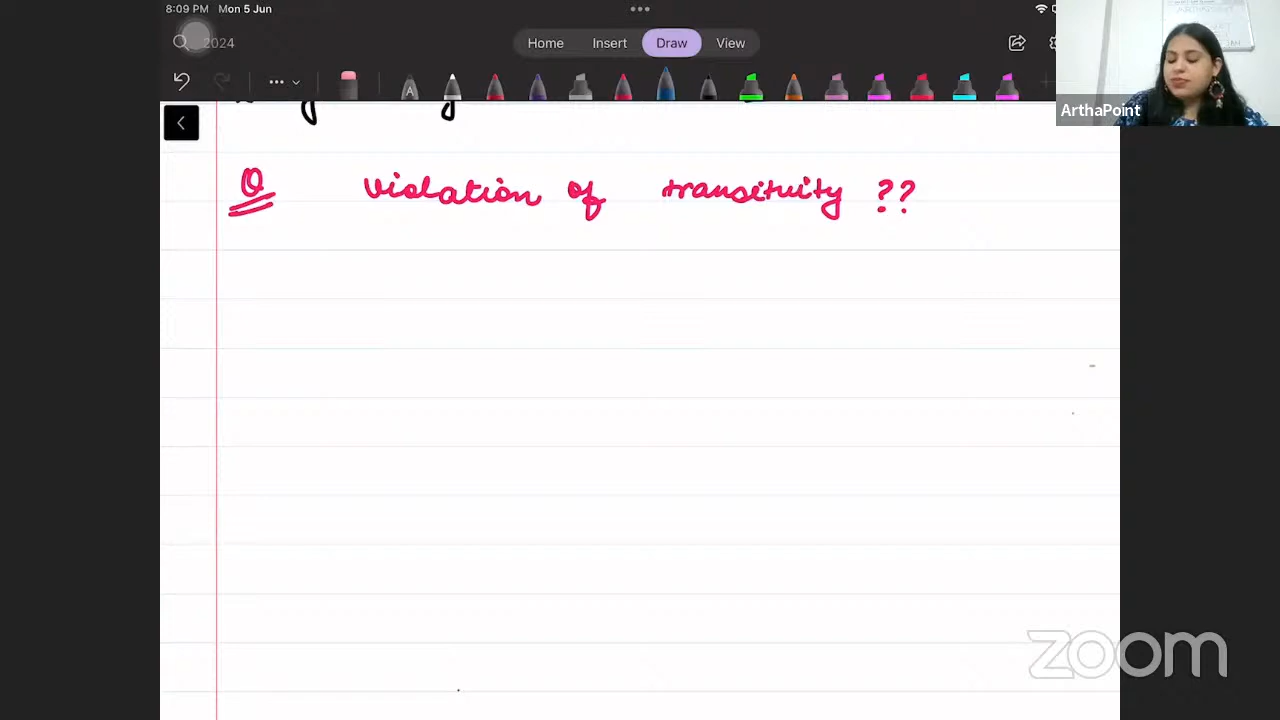 8:09 PM Mon 5 Jun
2024
Home Insert Draw View
A
ArthaPoint
Q violation of transitivity ??
zoom